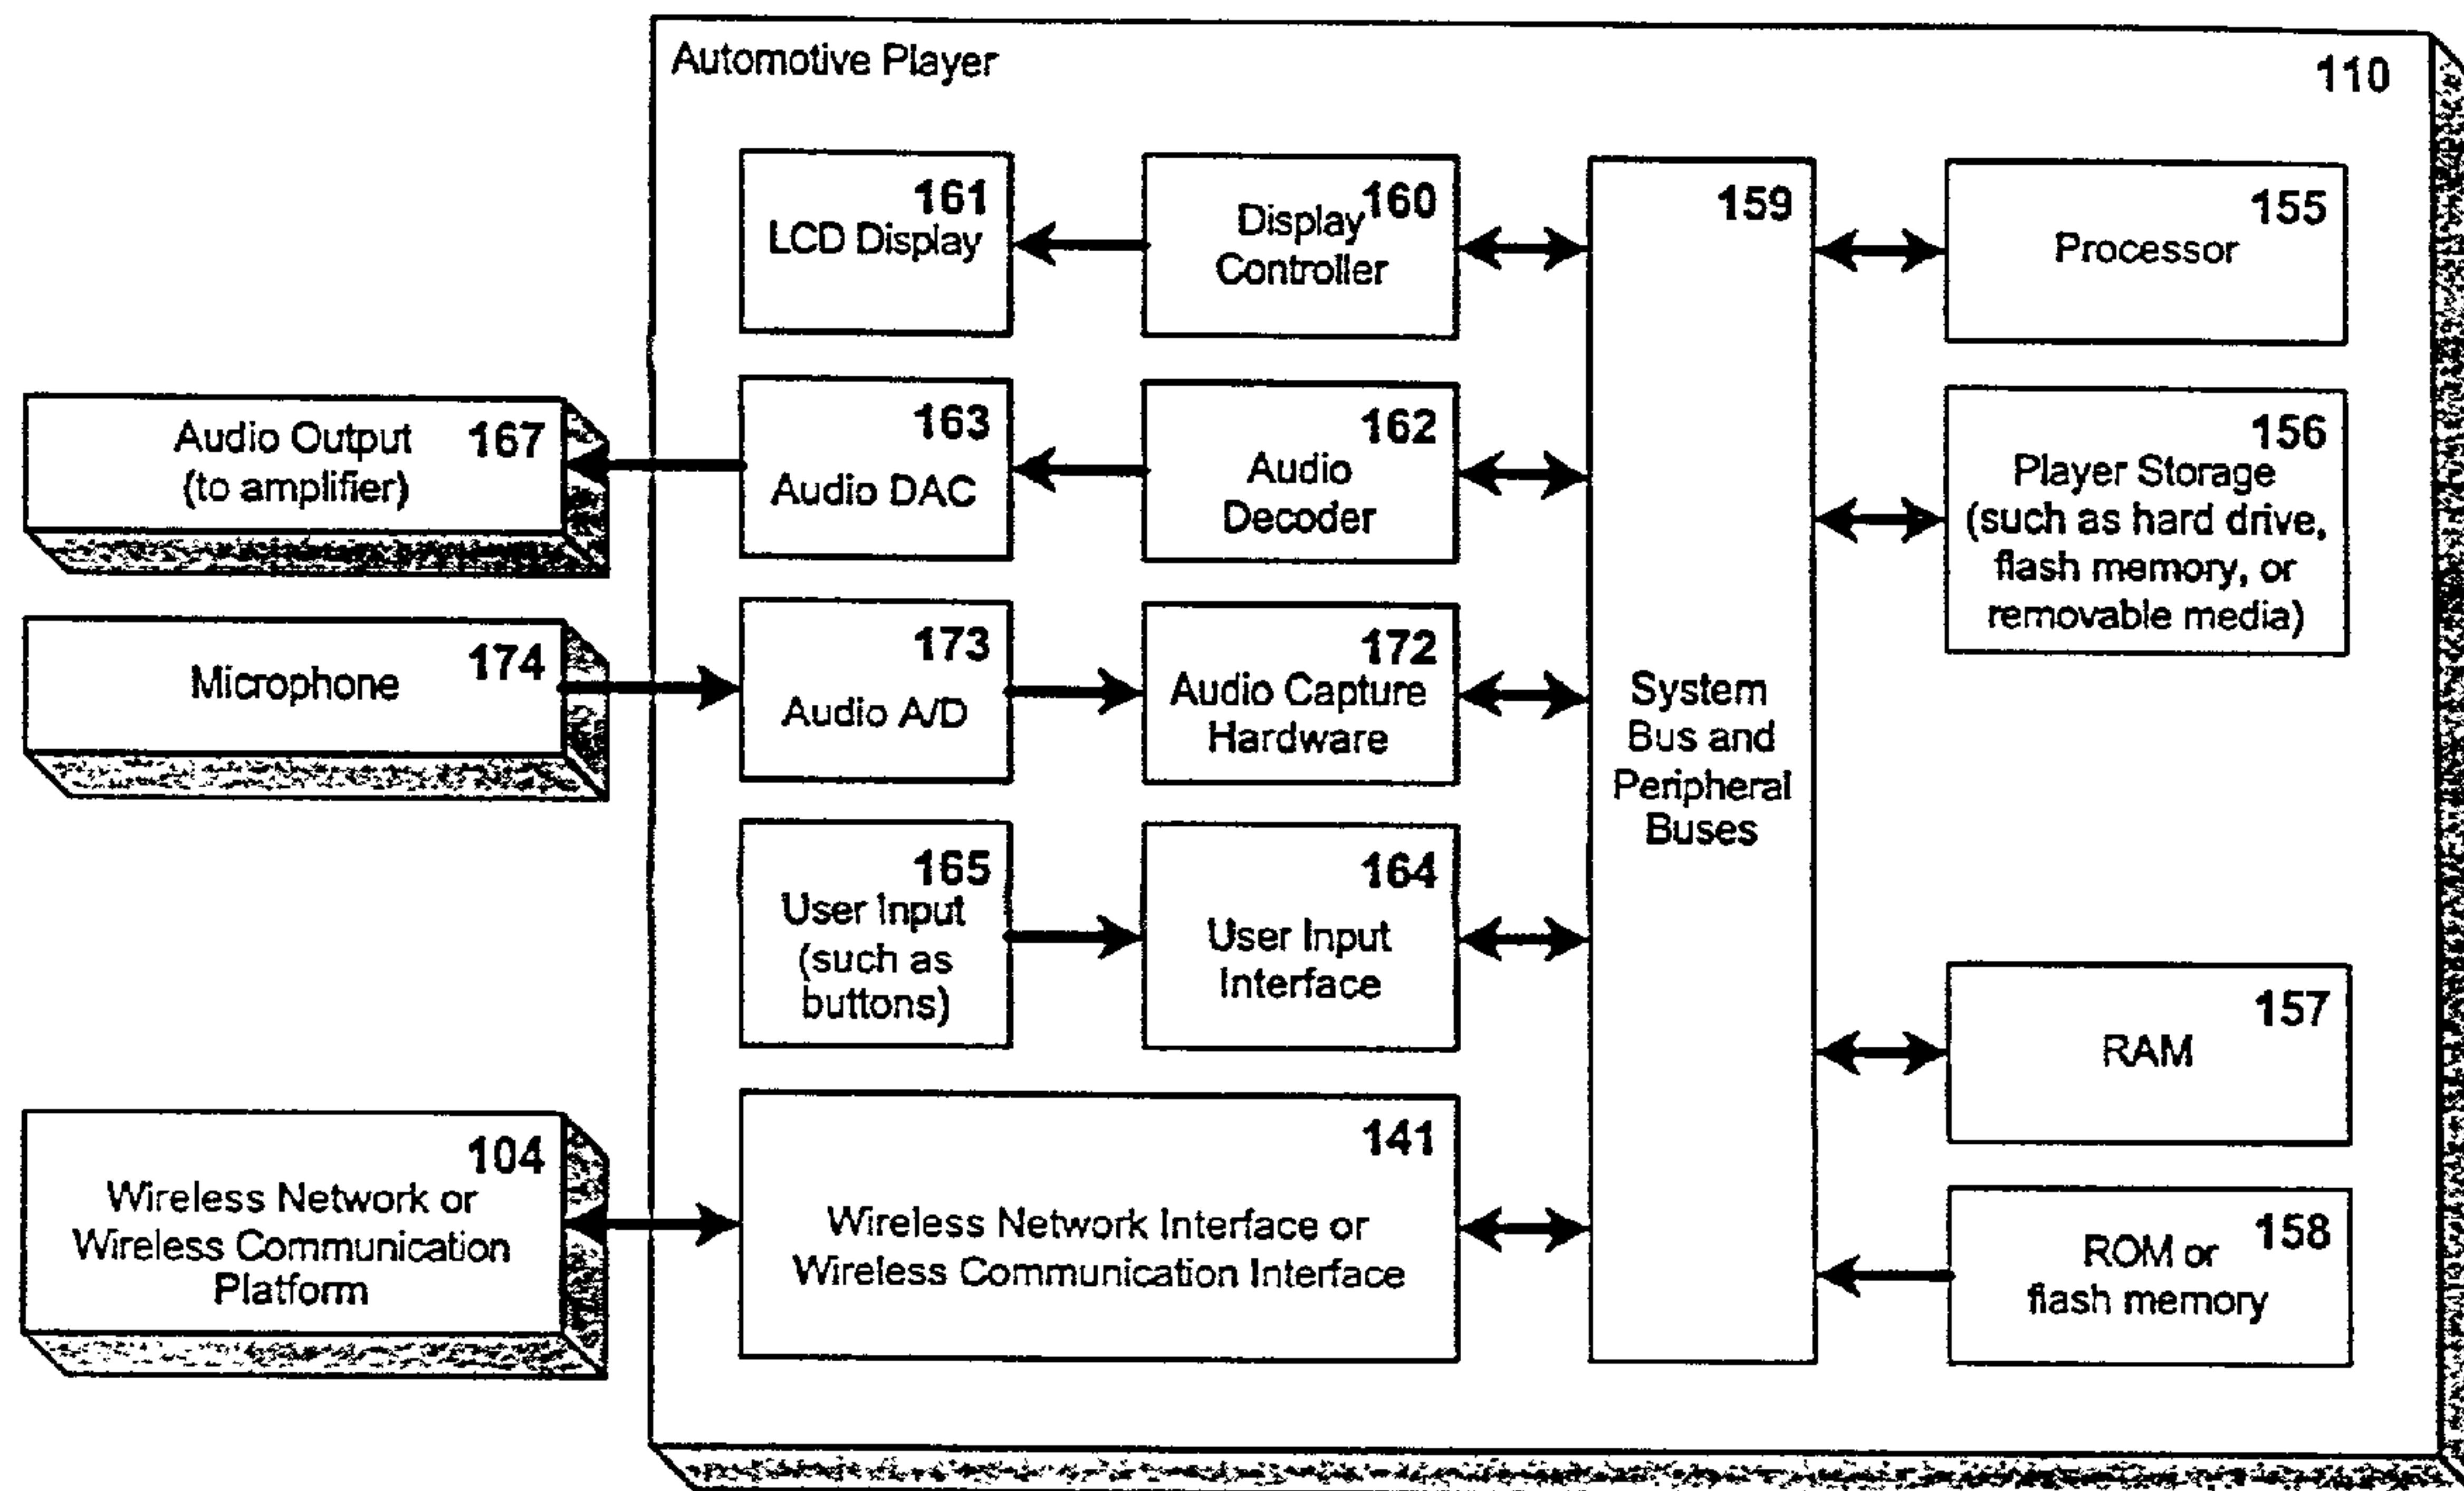 Automotive Player
110
161
LCD Display
160
Display
Controller
159
System
Bus and
Peripheral
Buses
155
Processor
167
Audio Output
(to amplifier)
163
Audio DAC
162
Audio
Decoder
156
Player Storage
(such as hard drive,
flash memory, or
removable media)
174
Microphone
173
Audio A/D
172
Audio Capture
Hardware
165
User Input
(such as
buttons)
164
User Input
Interface
157
RAM
104
Wireless Network or
Wireless Communication
Platform
141
Wireless Network Interface or
Wireless Communication Interface
158
ROM or
flash memory